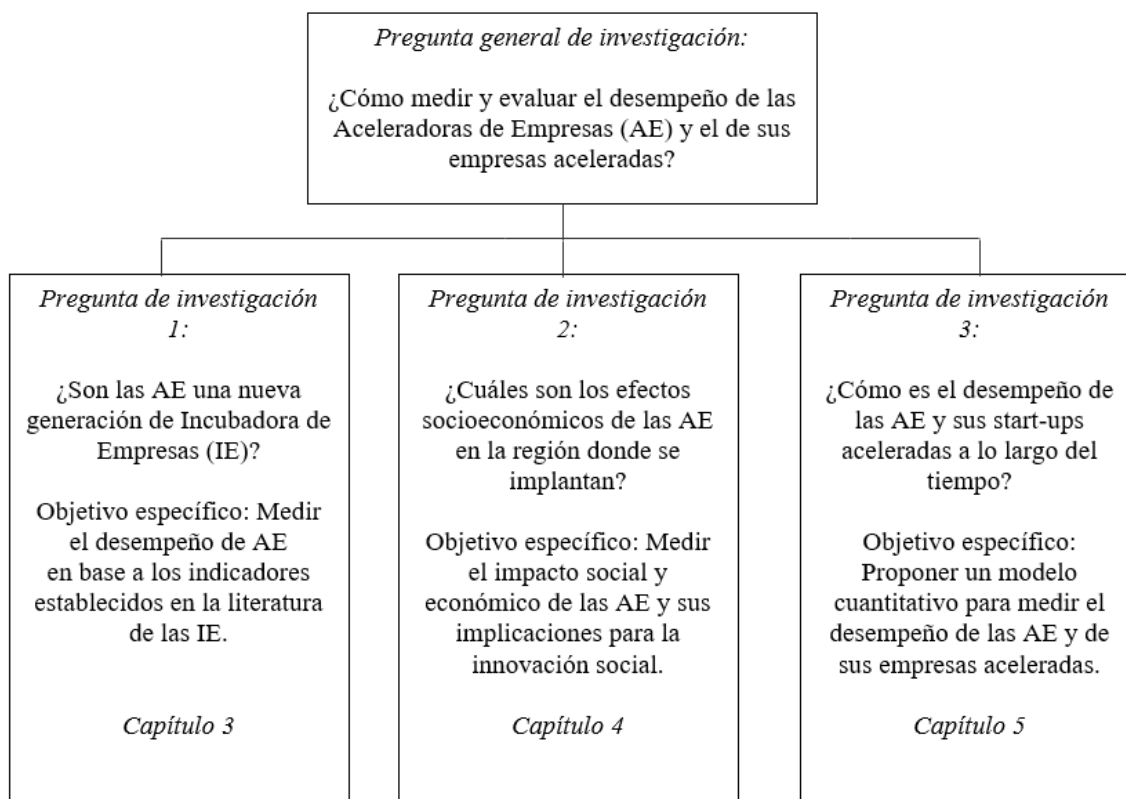 Pregunta general de investigación:
¿Cómo medir y evaluar el desempeño de las
Aceleradoras de Empresas (AE) y el de sus
empresas aceleradas?
Pregunta de investigación
1:
¿Son las AE una nueva
generación de Incubadora de
Empresas (IE)?
Objetivo específico: Medir
el desempeño de AE
en base a los indicadores
establecidos en la literatura
de las IE.
Capítulo 3
Pregunta de investigación
2:
¿Cuáles son los efectos
socioeconómicos de las AE
en la región donde se
implantan?
Objetivo específico: Medir
el impacto social y
económico de las AE y sus
implicaciones para la
innovación social.
Capítulo 4
Pregunta de investigación
3:
¿Cómo es el desempeño de
las AE y sus start-ups
aceleradas a lo largo del
tiempo?
Objetivo específico:
Proponer un modelo
cuantitativo para medir el
desempeño de las AE y de
sus empresas aceleradas.
Capítulo 5